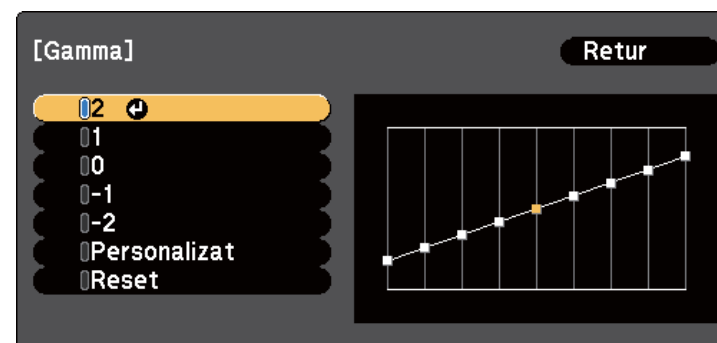 [Gamma]
Retur
2
1
0
-1
-2
Personalizat
Reset